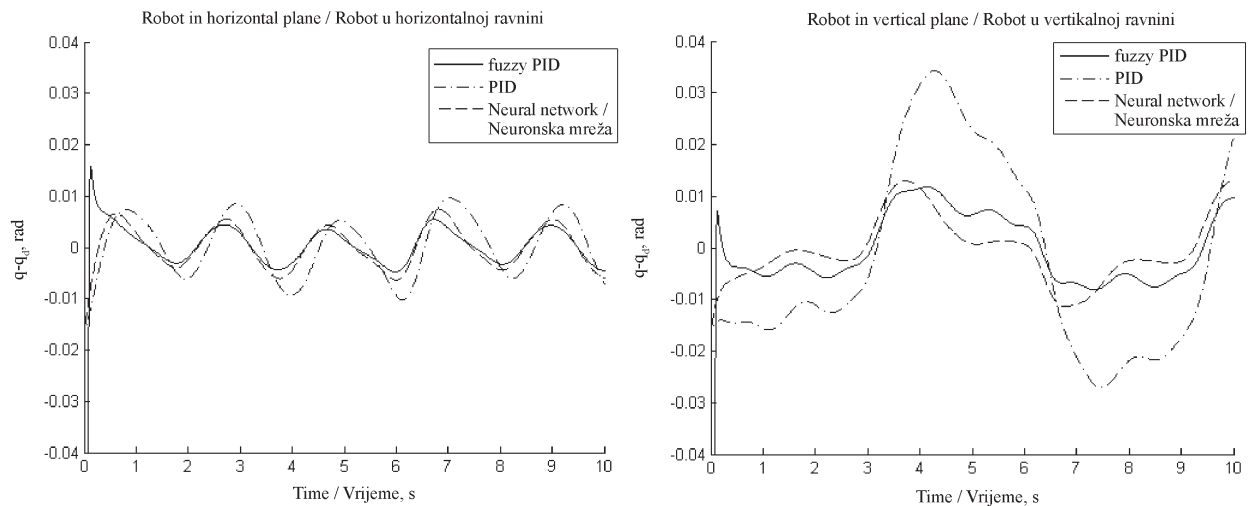 Robot in horizontal plane / Robot u horizontalnoj ravnini
0.04
0.03
0.02
0.01
0
-0.01
-0.02
-0.03
-0.04
q-qd, rad
fuzzy PID
PID
Neural network /
Neuronska mreža
0 1 2 3 4 5 6 7 8 9 10
Time / Vrijeme, s
Robot in vertical plane / Robot u vertikalnoj ravnini
0.04
0.03
0.02
0.01
0
-0.01
-0.02
-0.03
-0.04
q-qd, rad
fuzzy PID
PID
Neural network /
Neuronska mreža
0 1 2 3 4 5 6 7 8 9 10
Time / Vrijeme, s